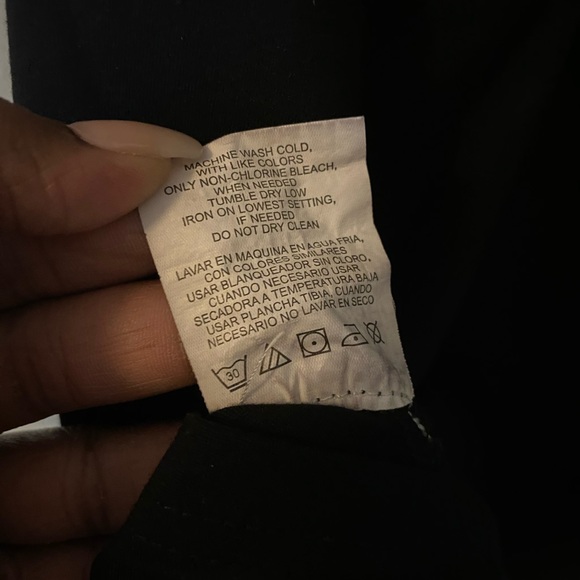 MACHINE WASH COLD,
WITH LIKE COLORS
ONLY NON-CHLORINE BLEACH,
WHEN NEEDED
TUMBLE DRY LOW
IRON ON LOWEST SETTING,
IF NEEDED
DO NOT DRY CLEAN
LAVAR EN MAQUINA EN AGUA FRIA,
CON COLORES SIMILARES
USAR BLANQUEADOR SIN CLORO,
CUANDO NECESARIO USAR
SECADORA A TEMPERATURA BAJA
USAR PLANCHA TIBIA, CUANDO
NECESARIO NO LAVAR EN SECO
30